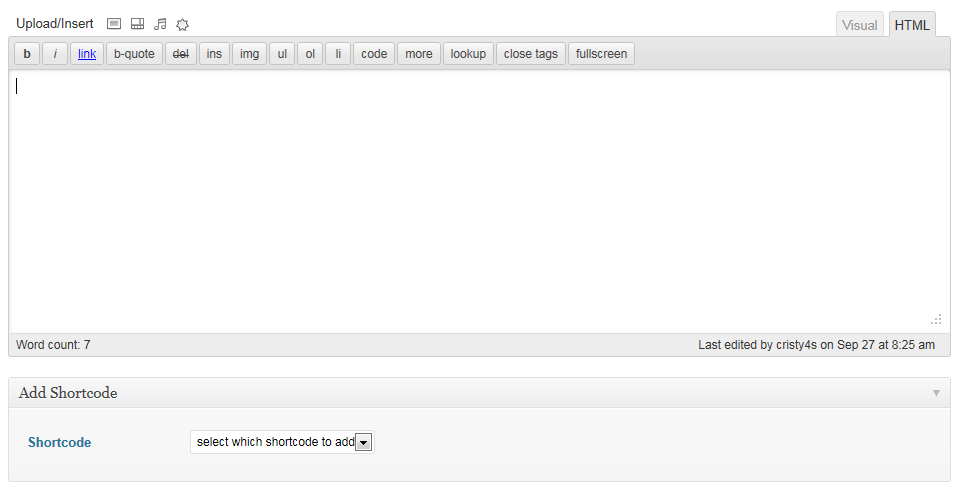 Upload/Insert Visual HTML
b i link b-quote del ins img ul ol li code more lookup close tags fullscreen
Word count: 7 Last edited by cristy4s on Sep 27 at 8:25 am
Add Shortcode
Shortcode select which shortcode to add